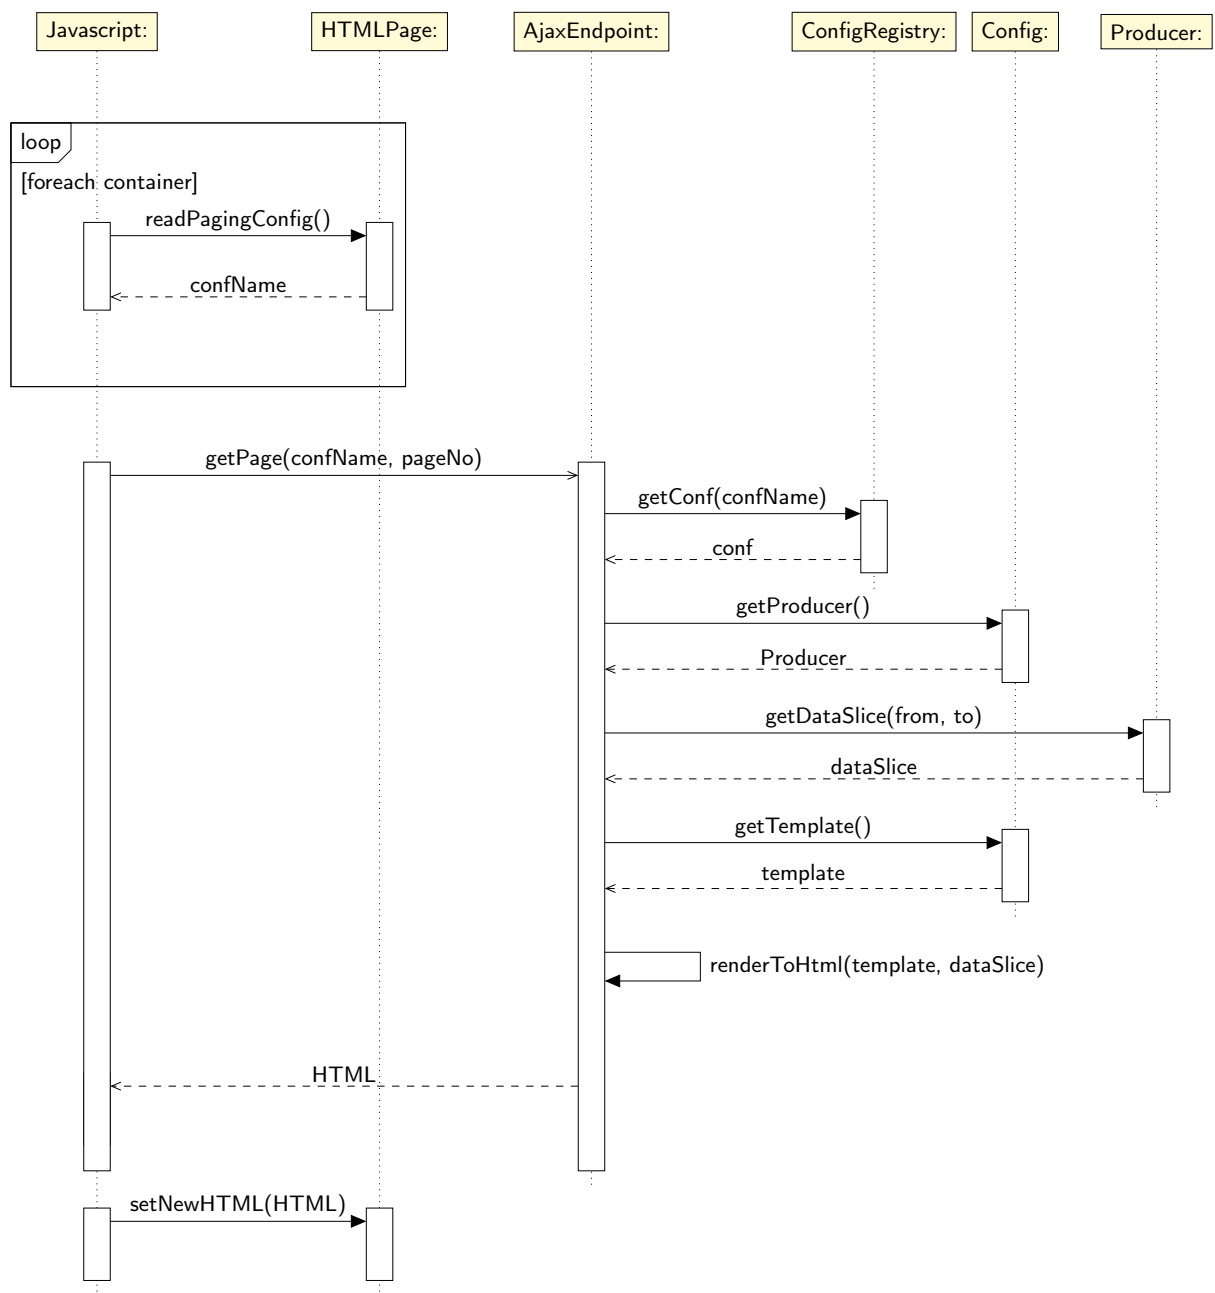 Javascript:
HTMLPage:
AjaxEndpoint:
ConfigRegistry:
Config:
Producer:
loop
[foreach container]
readPagingConfig()
confName
getPage(confName, pageNo)
getConf(confName)
conf
getProducer()
Producer
getDataSlice(from, to)
dataSlice
getTemplate()
template
renderToHtml(template, dataSlice)
HTML
setNewHTML(HTML)